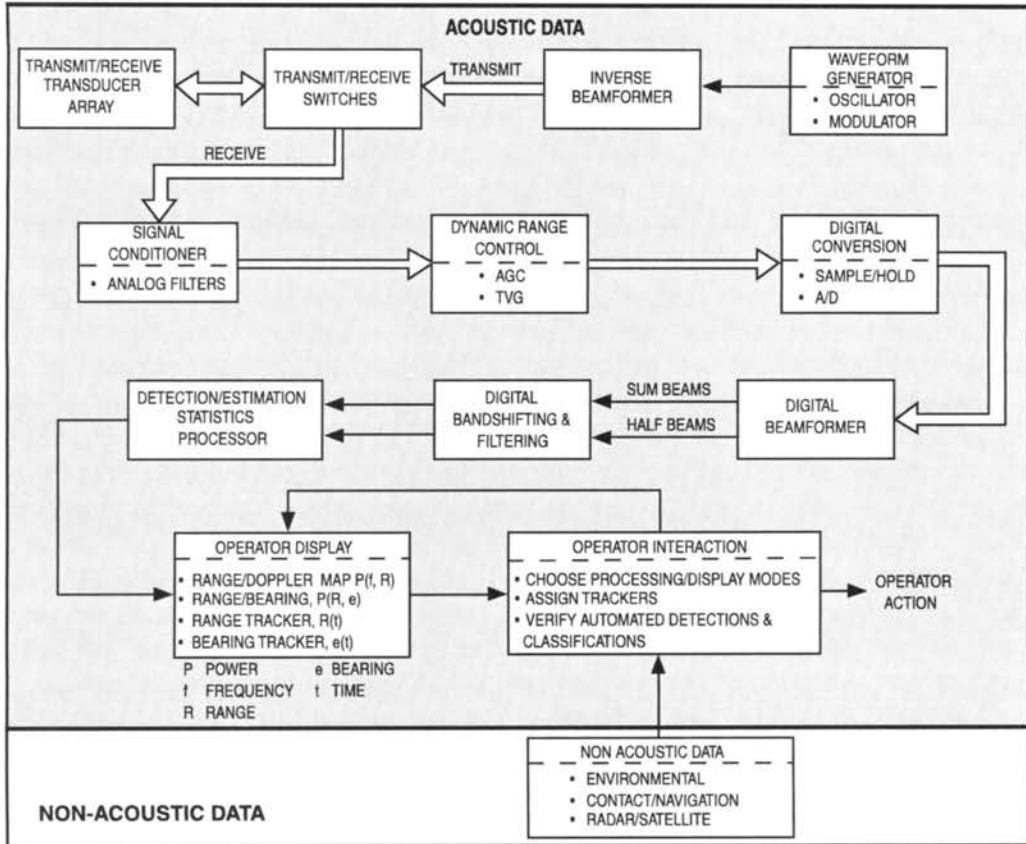 ACOUSTIC DATA
TRANSMIT/RECEIVE
TRANSDUCER
ARRAY
TRANSMIT/RECEIVE
SWITCHES
TRANSMIT
INVERSE
BEAMFORMER
WAVEFORM
GENERATOR
• OSCILLATOR
• MODULATOR
RECEIVE
SIGNAL
CONDITIONER
• ANALOG FILTERS
DYNAMIC RANGE
CONTROL
• AGC
• TVG
DIGITAL
CONVERSION
• SAMPLE/HOLD
• A/D
DETECTION/ESTIMATION
STATISTICS
PROCESSOR
DIGITAL
BANDSHIFTING &
FILTERING
SUM BEAMS
HALF BEAMS
DIGITAL
BEAMFORMER
OPERATOR DISPLAY
• RANGE/DOPPLER MAP P(f, R)
• RANGE/BEARING, P(R, e)
• RANGE TRACKER, R(t)
• BEARING TRACKER, e(t)
P POWER e BEARING
f FREQUENCY t TIME
R RANGE
OPERATOR INTERACTION
• CHOOSE PROCESSING/DISPLAY MODES
• ASSIGN TRACKERS
• VERIFY AUTOMATED DETECTIONS &
CLASSIFICATIONS
OPERATOR
ACTION
NON ACOUSTIC DATA
• ENVIRONMENTAL
• CONTACT/NAVIGATION
• RADAR/SATELLITE
NON-ACOUSTIC DATA